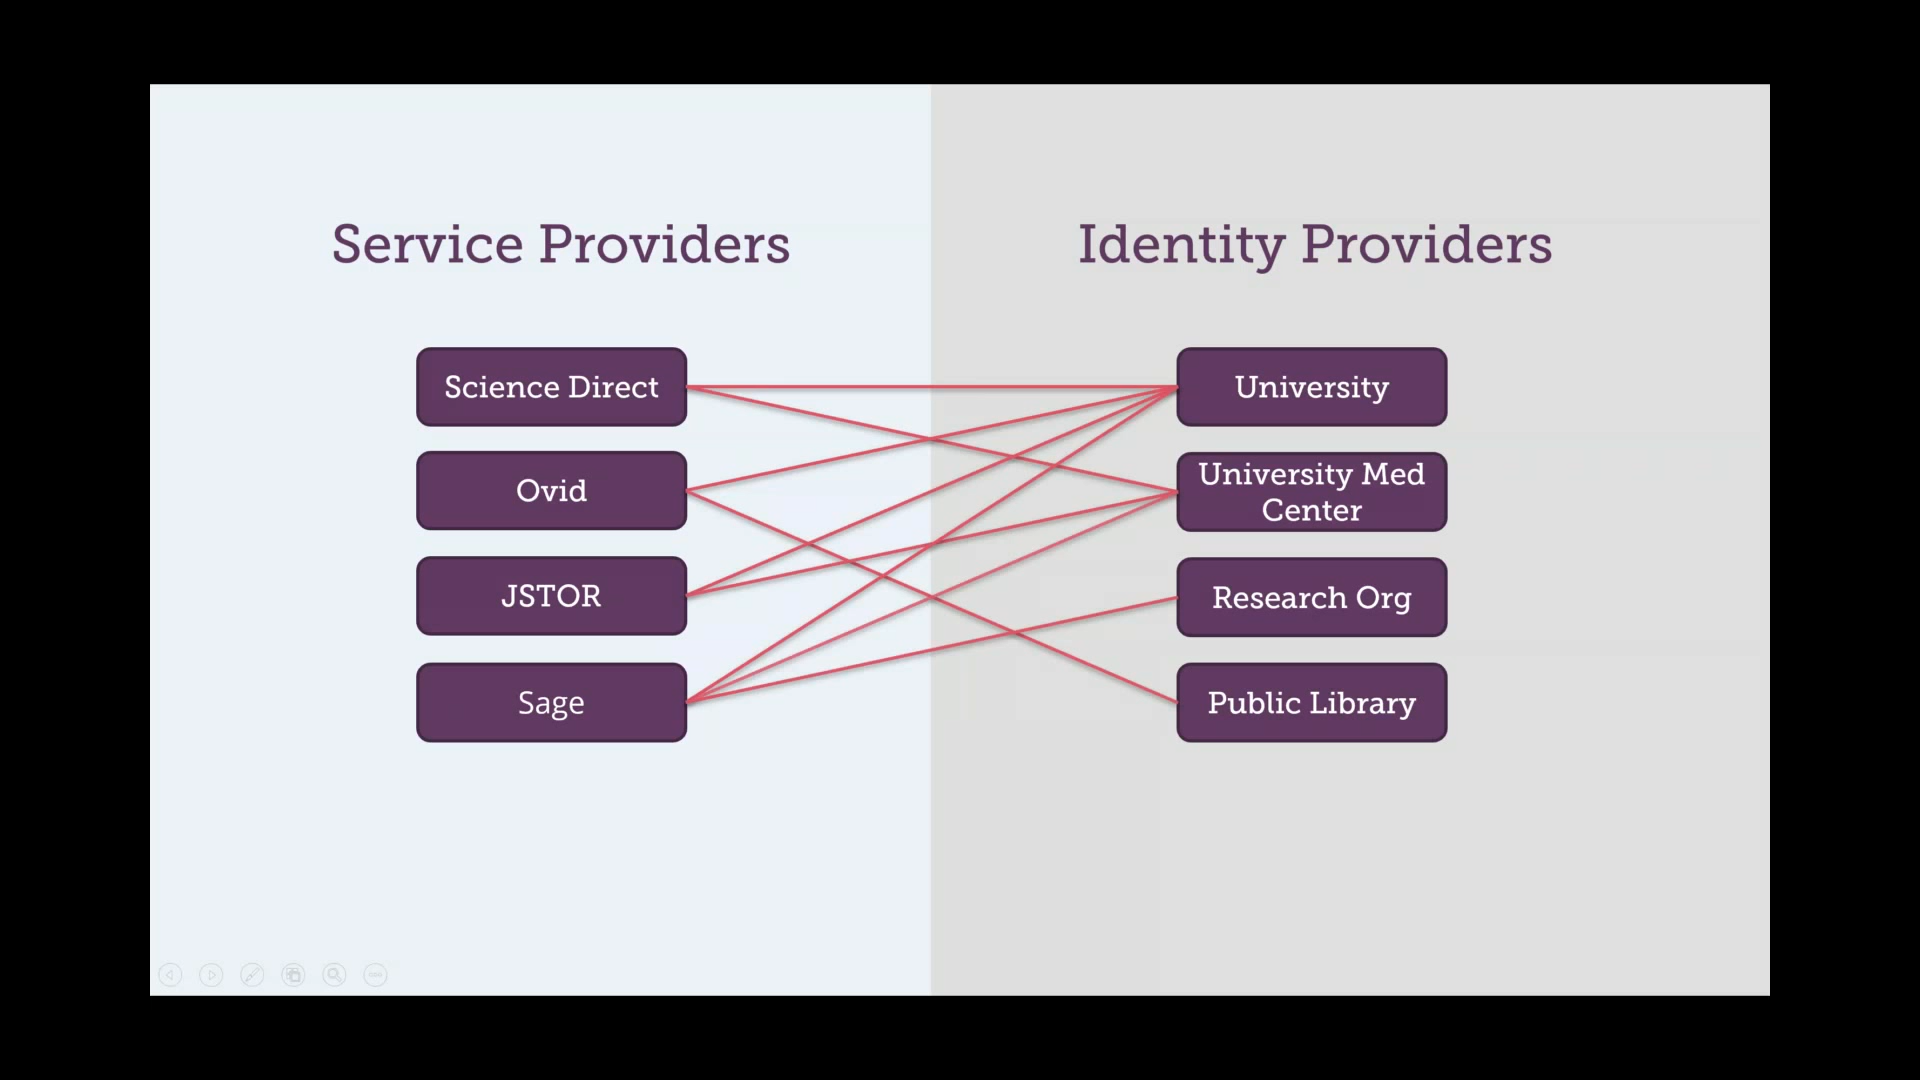 Service Providers
Identity Providers
Science Direct
Ovid
JSTOR
Sage
University
University Med
Center
Research Org
Public Library